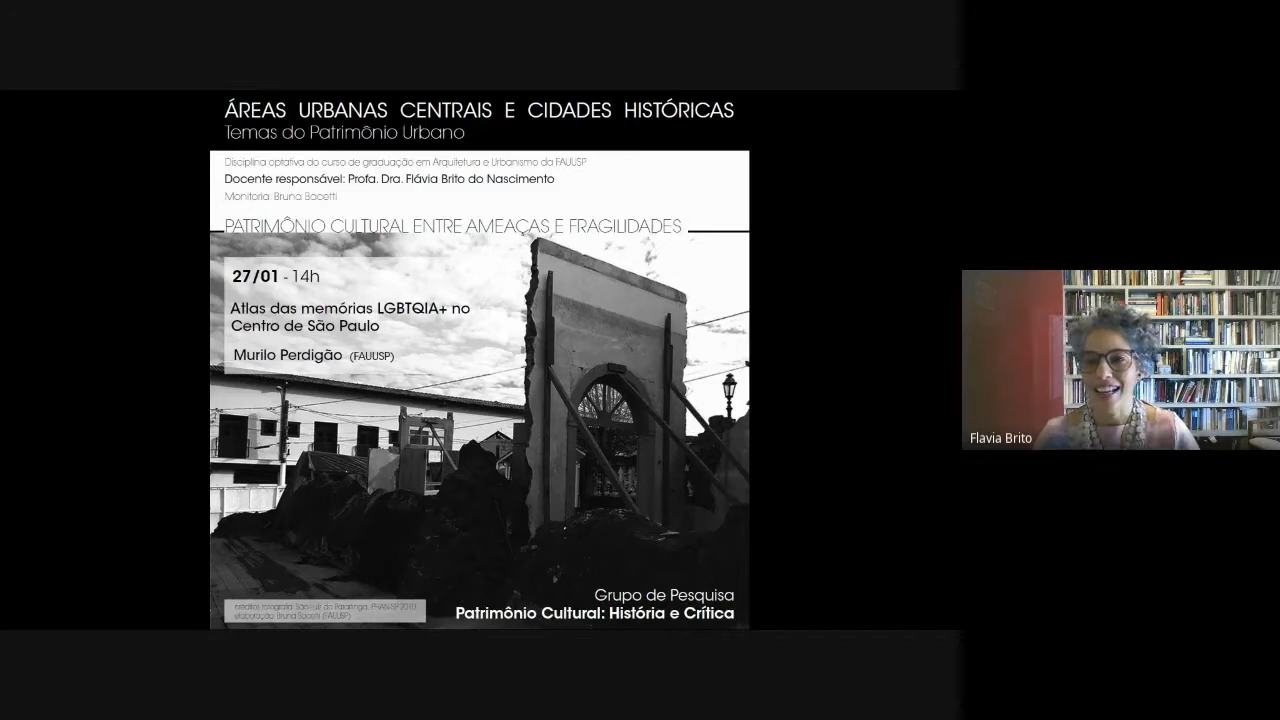 ÁREAS URBANAS CENTRAIS E CIDADES HISTÓRICAS
Temas do Patrimônio Urbano
Disciplina optativa do curso de graduação em Arquitetura e Urbanismo da FAUUSP
Docente responsável: Profa. Dra. Flávia Brito do Nascimento
Monitoria: Bruna Bacetti
PATRIMÔNIO CULTURAL ENTRE AMEAÇAS E FRAGILIDADES
27/01 - 14h
Atlas das memórias LGBTQIA+ no
Centro de São Paulo
Murilo Perdigão (FAUUSP)
Flavia Brito
Grupo de Pesquisa
Patrimônio Cultural: História e Crítica
elaboração: Bruna Bacetti (FAUUSP)